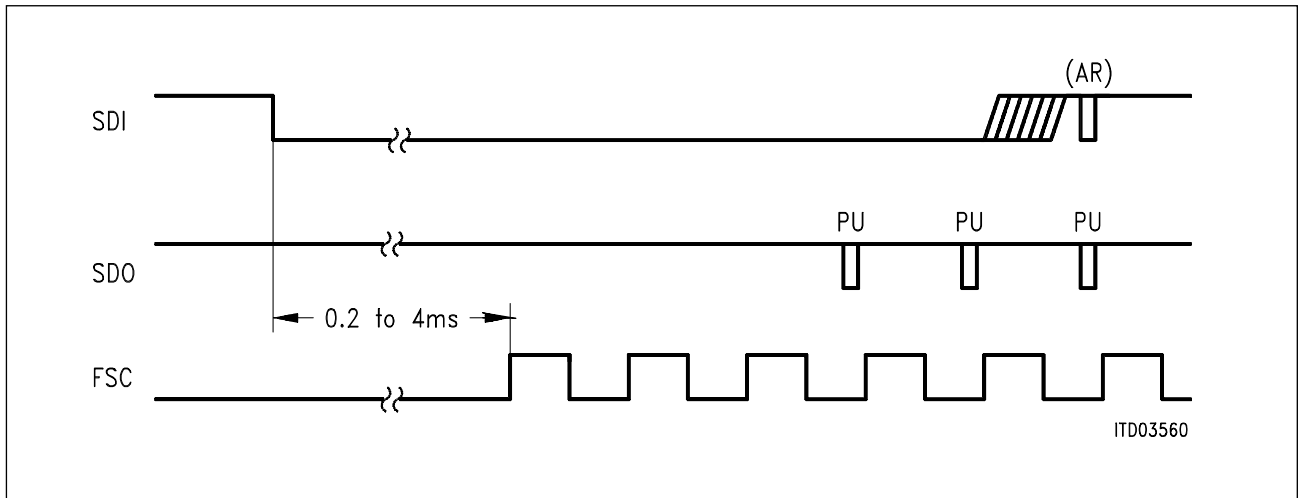 (AR)
SDI
PU PU PU
SDO
0.2 to 4ms
FSC
ITD03560